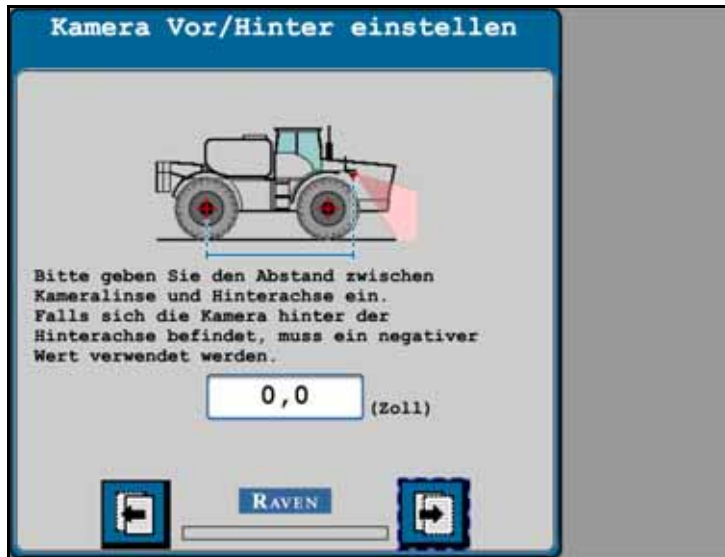 Kamera Vor/Hinter einstellen
Bitte geben Sie den Abstand zwischen
Kameralinse und Hinterachse ein.
Falls sich die Kamera hinter der
Hinterachse befindet, muss ein negativer
Wert verwendet werden.
0,0 (Zoll)
RAVEN